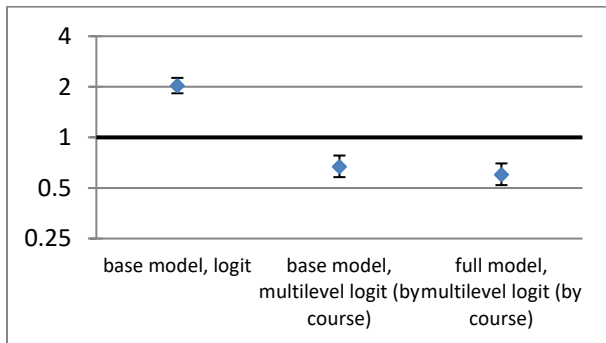 4
2
1
0.5
0.25
base model, logit
base model,
multilevel logit (by
course)
full model,
multilevel logit (by
course)